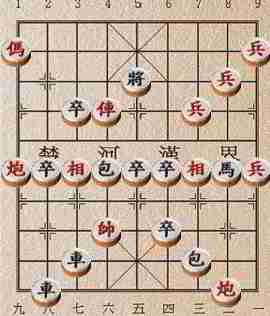 1 2 3 4 5 6 7 8 9
傌 兵
將 兵
卒 俥 兵
楚 河 漢 界
炮 卒 相 包 卒 卒 相 馬 兵
帥 卒
車 包
車 炮
九 八 七 六 五 四 三 二 一